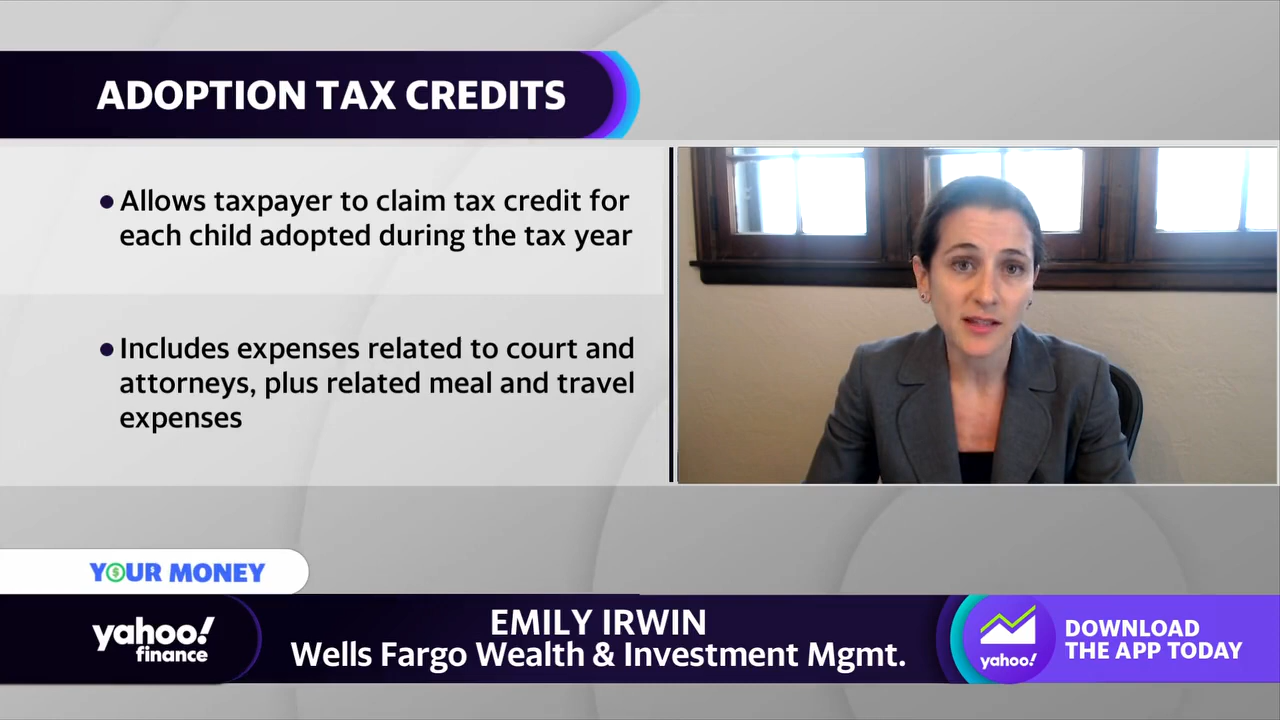 ADOPTION TAX CREDITS
• Allows taxpayer to claim tax credit for
each child adopted during the tax year
• Includes expenses related to court and
attorneys, plus related meal and travel
expenses
YOUR MONEY
yahoo!
finance
EMILY IRWIN
Wells Fargo Wealth & Investment Mgmt.
yahoo!
DOWNLOAD
THE APP TODAY